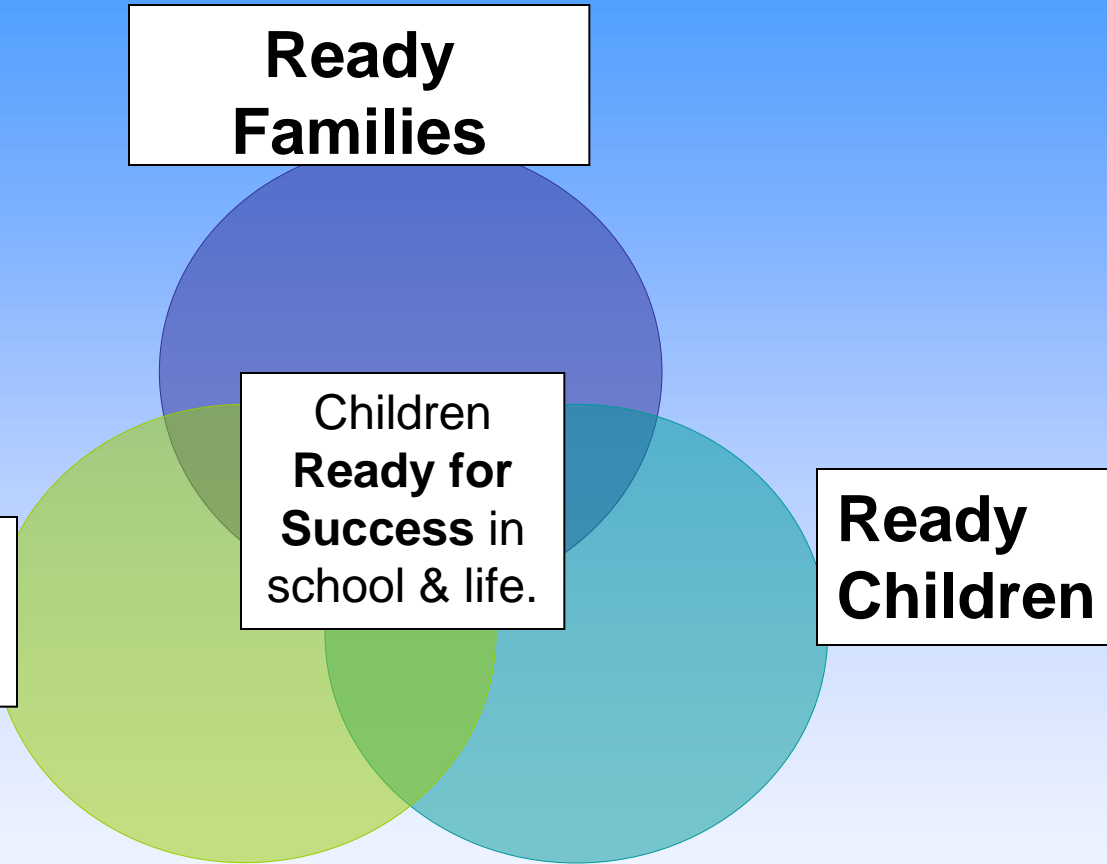 Ready
Families
Children
Ready for
Success in
school & life.
Ready
Children